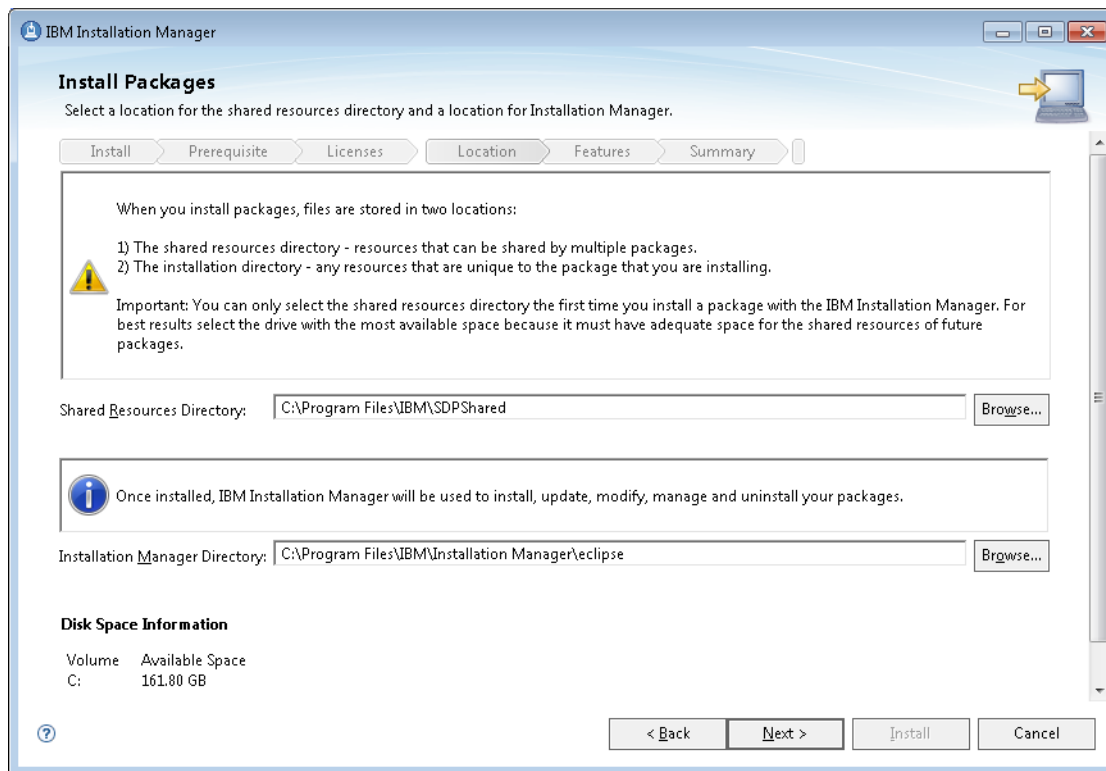 IBM Installation Manager
Install Packages
Select a location for the shared resources directory and a location for Installation Manager.
Install Prerequisite Licenses Location Features Summary
When you install packages, files are stored in two locations:
1) The shared resources directory - resources that can be shared by multiple packages.
2) The installation directory - any resources that are unique to the package that you are installing.
Important: You can only select the shared resources directory the first time you install a package with the IBM Installation Manager. For
best results select the drive with the most available space because it must have adequate space for the shared resources of future
packages.
Shared Resources Directory: C:\Program Files\IBM\SDPShared Browse...
Once installed, IBM Installation Manager will be used to install, update, modify, manage and uninstall your packages.
Installation Manager Directory: C:\Program Files\IBM\Installation Manager\eclipse Browse...
Disk Space Information
Volume Available Space
C: 161.80 GB
? < Back Next > Install Cancel